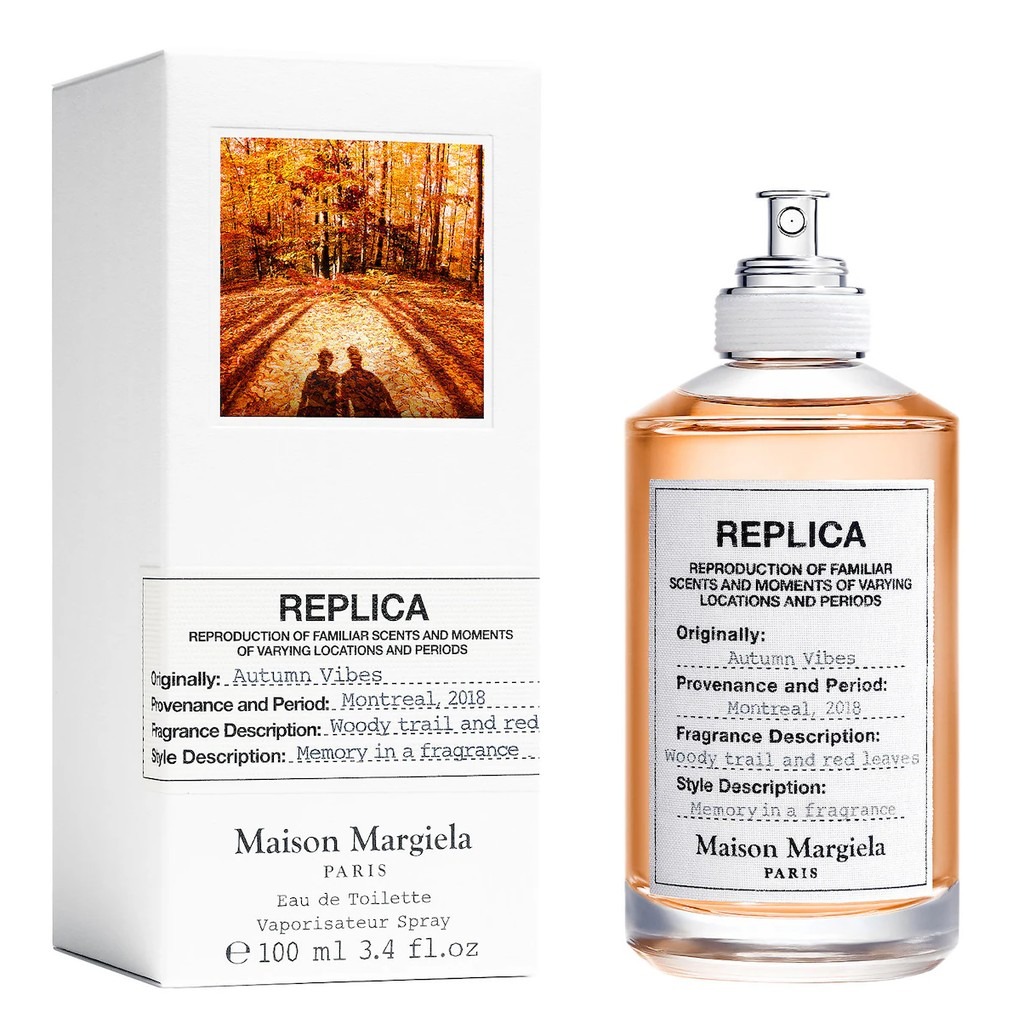 REPLICA
REPRODUCTION OF FAMILIAR SCENTS AND MOMENTS
OF VARYING LOCATIONS AND PERIODS
Originally: Autumn Vibes
Provenance and Period: Montreal, 2018
Fragrance Description: Woody trail and red
Style Description: Memory in a fragrance
Maison Margiela
PARIS
Eau de Toilette
Vaporisateur Spray
℮ 100 ml 3.4 fl.oz
REPLICA
REPRODUCTION OF FAMILIAR
SCENTS AND MOMENTS OF VARYING
LOCATIONS AND PERIODS
Originally:
Autumn Vibes
Provenance and Period:
Montreal, 2018
Fragrance Description:
Woody trail and red leaves
Style Description:
Memory in a fragrance
Maison Margiela
PARIS